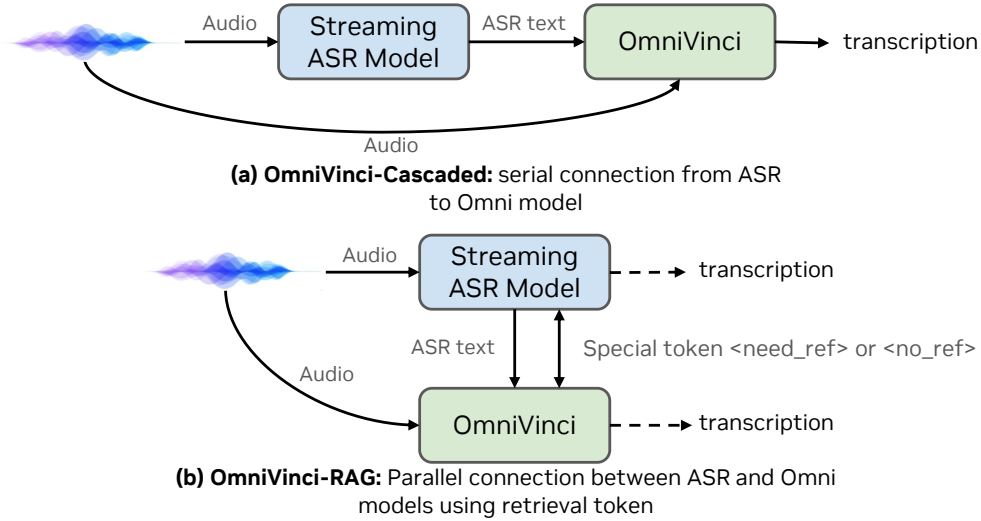 Audio
Streaming
ASR Model
ASR text
OmniVinci
transcription
Audio
(a) OmniVinci-Cascaded: serial connection from ASR
to Omni model
Audio
Streaming
ASR Model
transcription
ASR text
Special token <need_ref> or <no_ref>
Audio
OmniVinci
transcription
(b) OmniVinci-RAG: Parallel connection between ASR and Omni
models using retrieval token